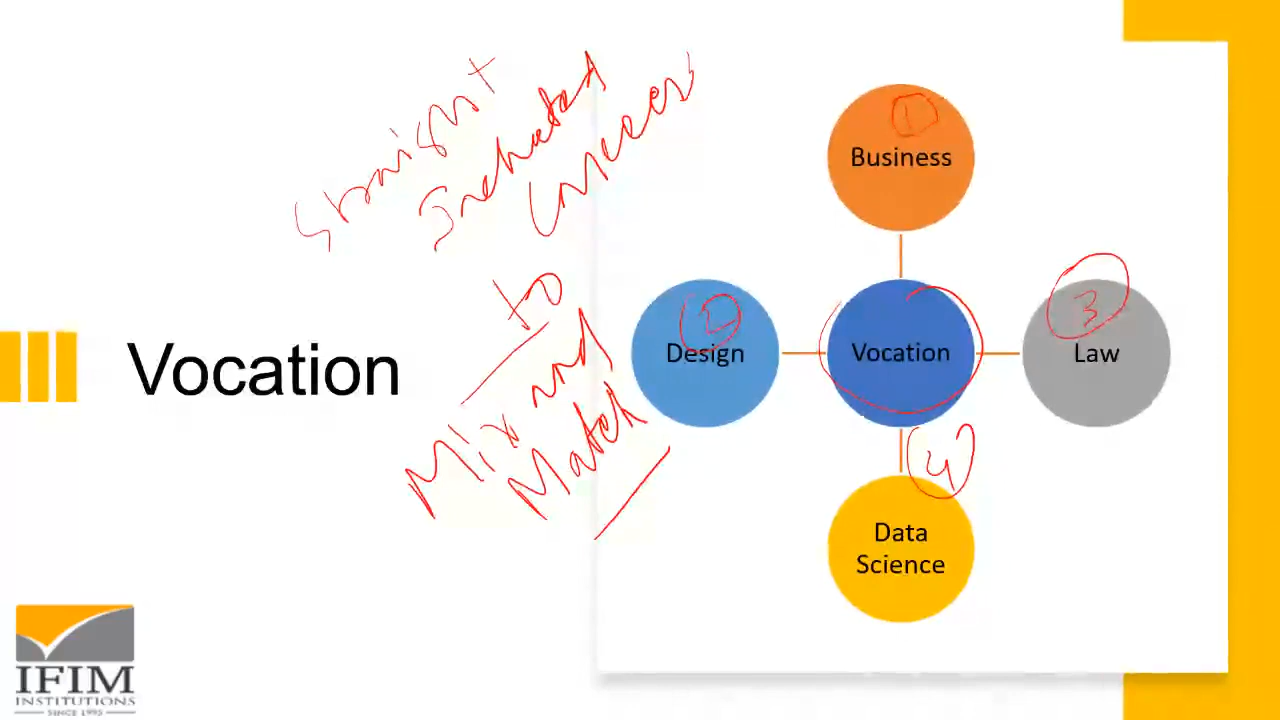 Straight
Careers
to
Mix and
Match
1
Business
2
Design
Vocation
3
Law
4
Data
Science
Vocation
IFIM
INSTITUTIONS
SINCE 1995